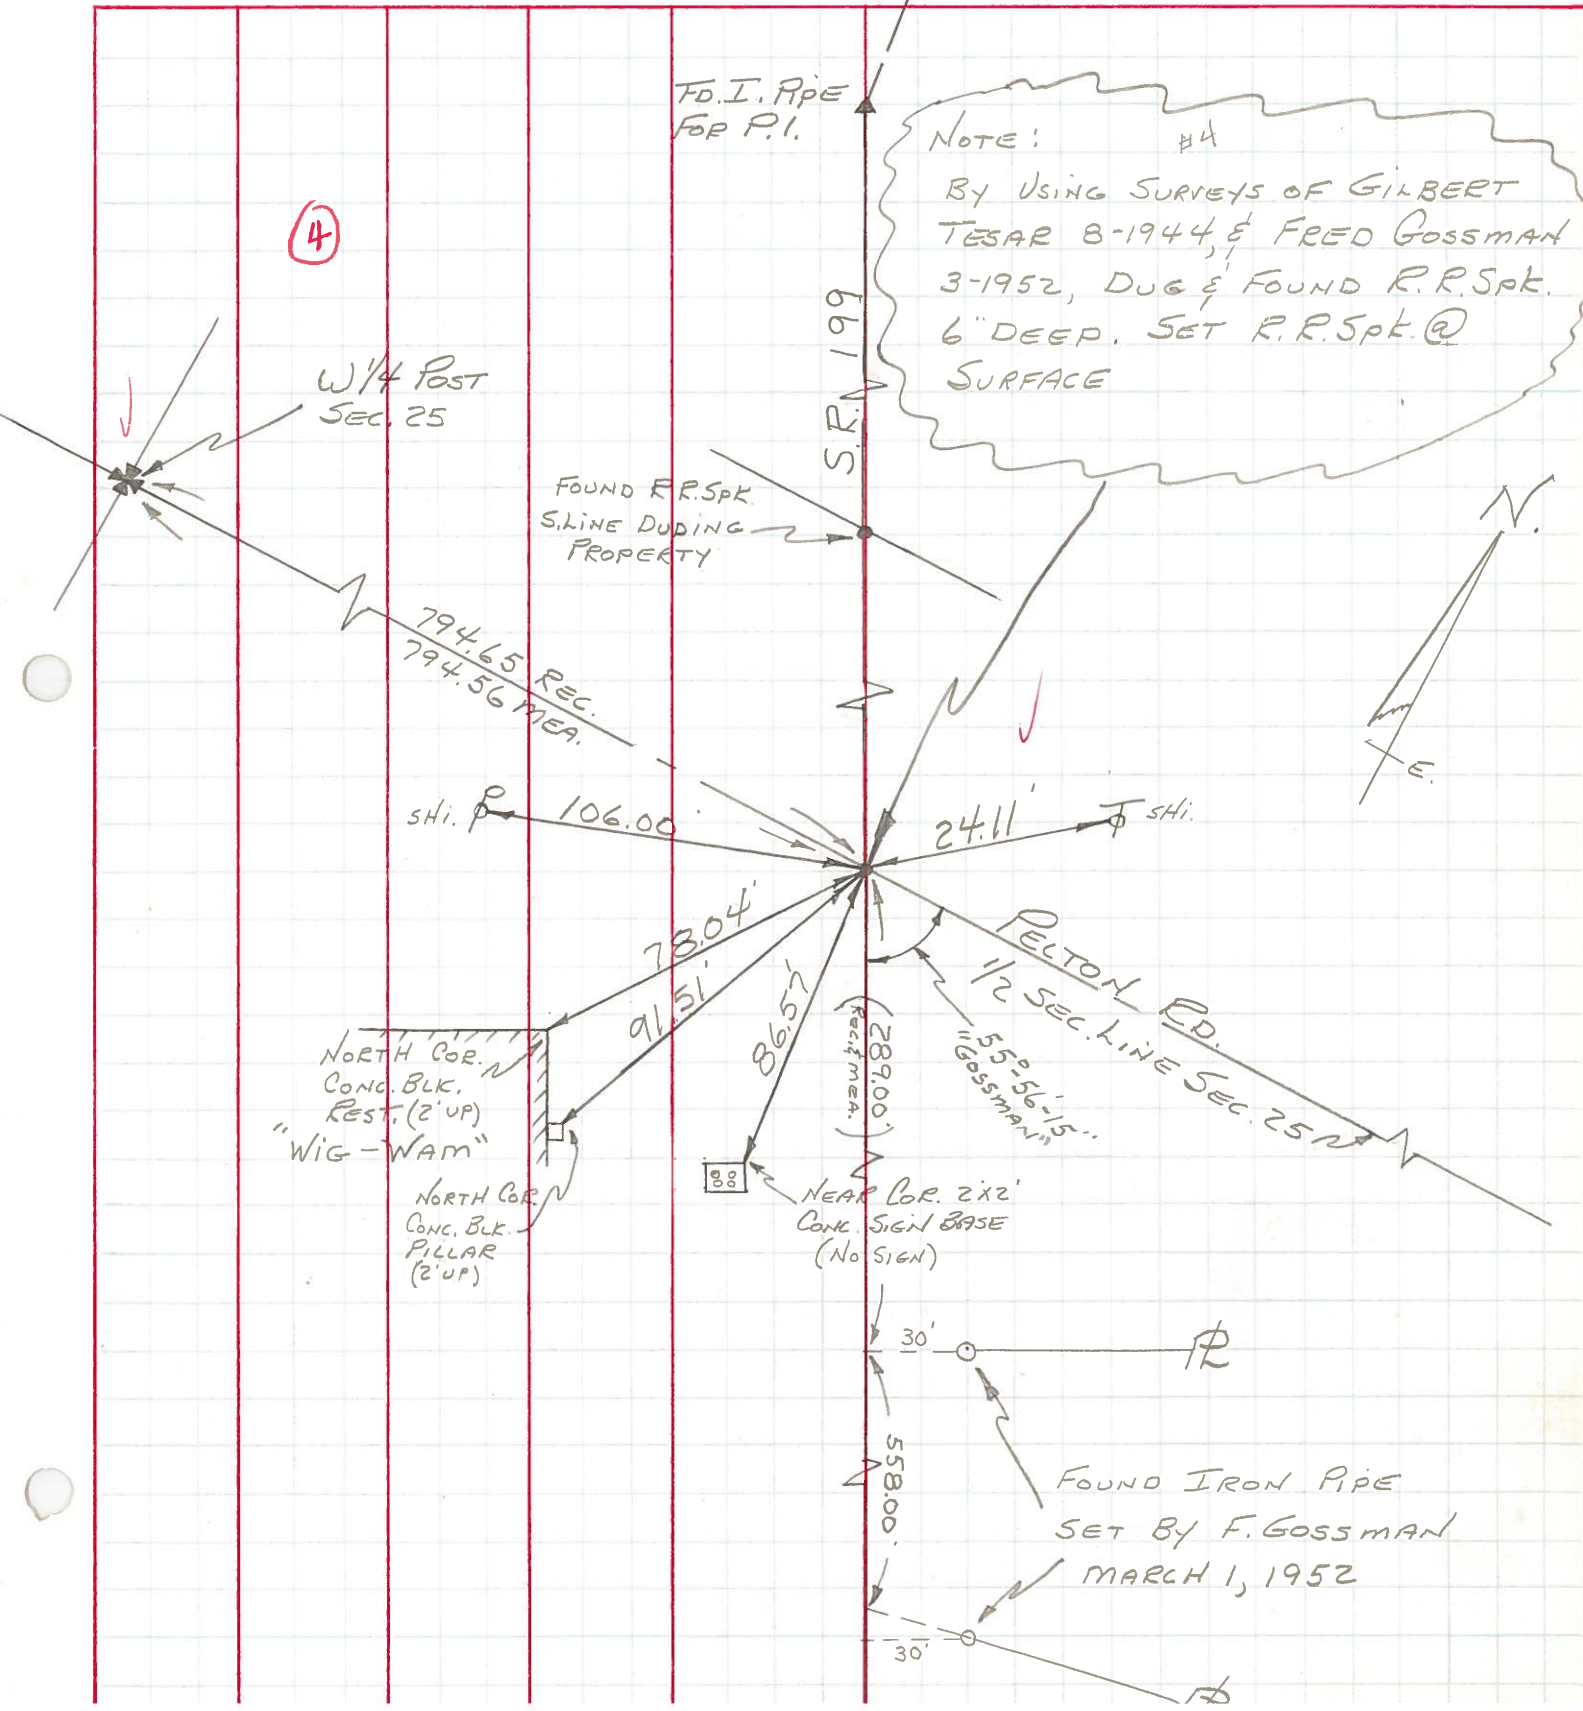 FD. I. PIPE
FOR P.I.
NOTE: #4
BY USING SURVEYS OF GILBERT
TESAR 8-1944, & FRED GOSSMAN
3-1952, DUG & FOUND R.R.SPK.
6" DEEP. SET R.R.SPK. @
SURFACE
4
S.R. 199
W 1/4 POST
SEC. 25
FOUND R.R.SPK.
S.LINE DUDING
PROPERTY
N.
E.
794.65 REC.
794.56 MEA.
SHI.
106.00'
24.11'
SHI.
78.04'
91.51'
86.57'
(289.00')
(REC. & MEA.)
55°-56'-15"
"GOSSMAN"
PELTON RD.
1/2 SEC. LINE SEC. 25
NORTH COR.
CONC. BLK.
REST. (2' UP)
"WIG-WAM"
NORTH COR.
CONC. BLK.
PILLAR
(2' UP)
NEAR COR. 2'X2'
CONC. SIGN BASE
(NO SIGN)
30'
PL
558.00'
FOUND IRON PIPE
SET BY F. GOSSMAN
MARCH 1, 1952
30'